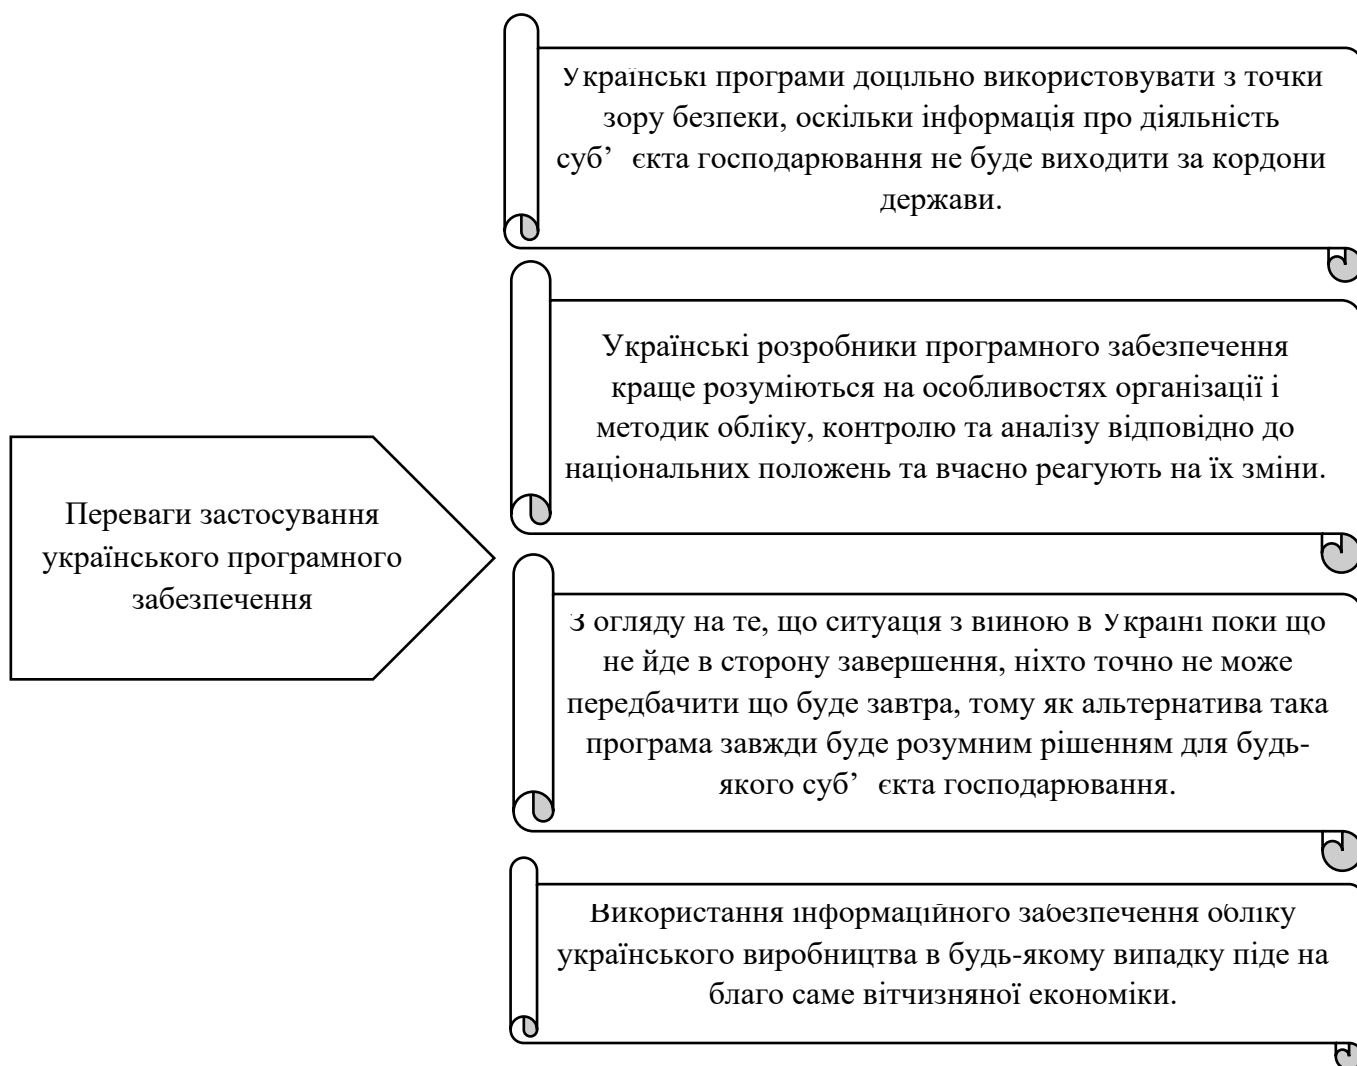 Українські програми доцільно використовувати з точки
зору безпеки, оскільки інформація про діяльність
суб’ єкта господарювання не буде виходити за кордони
держави.
Українські розробники програмного забезпечення
краще розуміються на особливостях організації і
методик обліку, контролю та аналізу відповідно до
національних положень та вчасно реагують на їх зміни.
Переваги застосування
українського програмного
забезпечення
З огляду на те, що ситуація з війною в Україні поки що
не йде в сторону завершення, ніхто точно не може
передбачити що буде завтра, тому як альтернатива така
програма завжди буде розумним рішенням для будь-
якого суб’ єкта господарювання.
Використання інформаційного забезпечення обліку
українського виробництва в будь-якому випадку піде на
благо саме вітчизняної економіки.